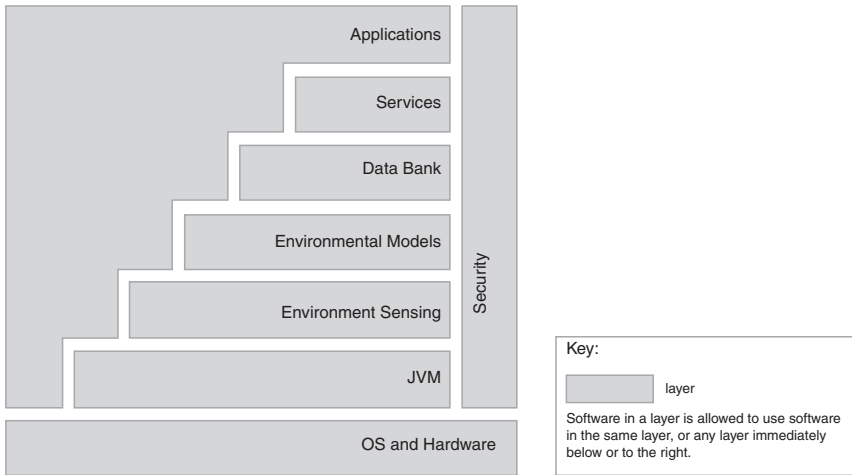 Applications
Services
Data Bank
Environmental Models
Environment Sensing
JVM
Security
OS and Hardware
Key:
layer
Software in a layer is allowed to use software
in the same layer, or any layer immediately
below or to the right.